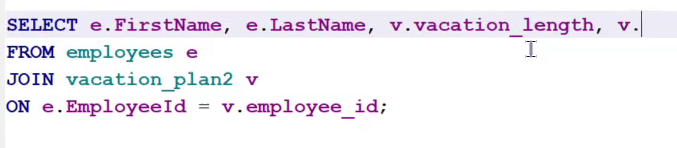 SELECT e.FirstName, e.LastName, v.vacation_length, v.
FROM employees e
JOIN vacation_plan2 v
ON e.EmployeeId = v.employee_id;